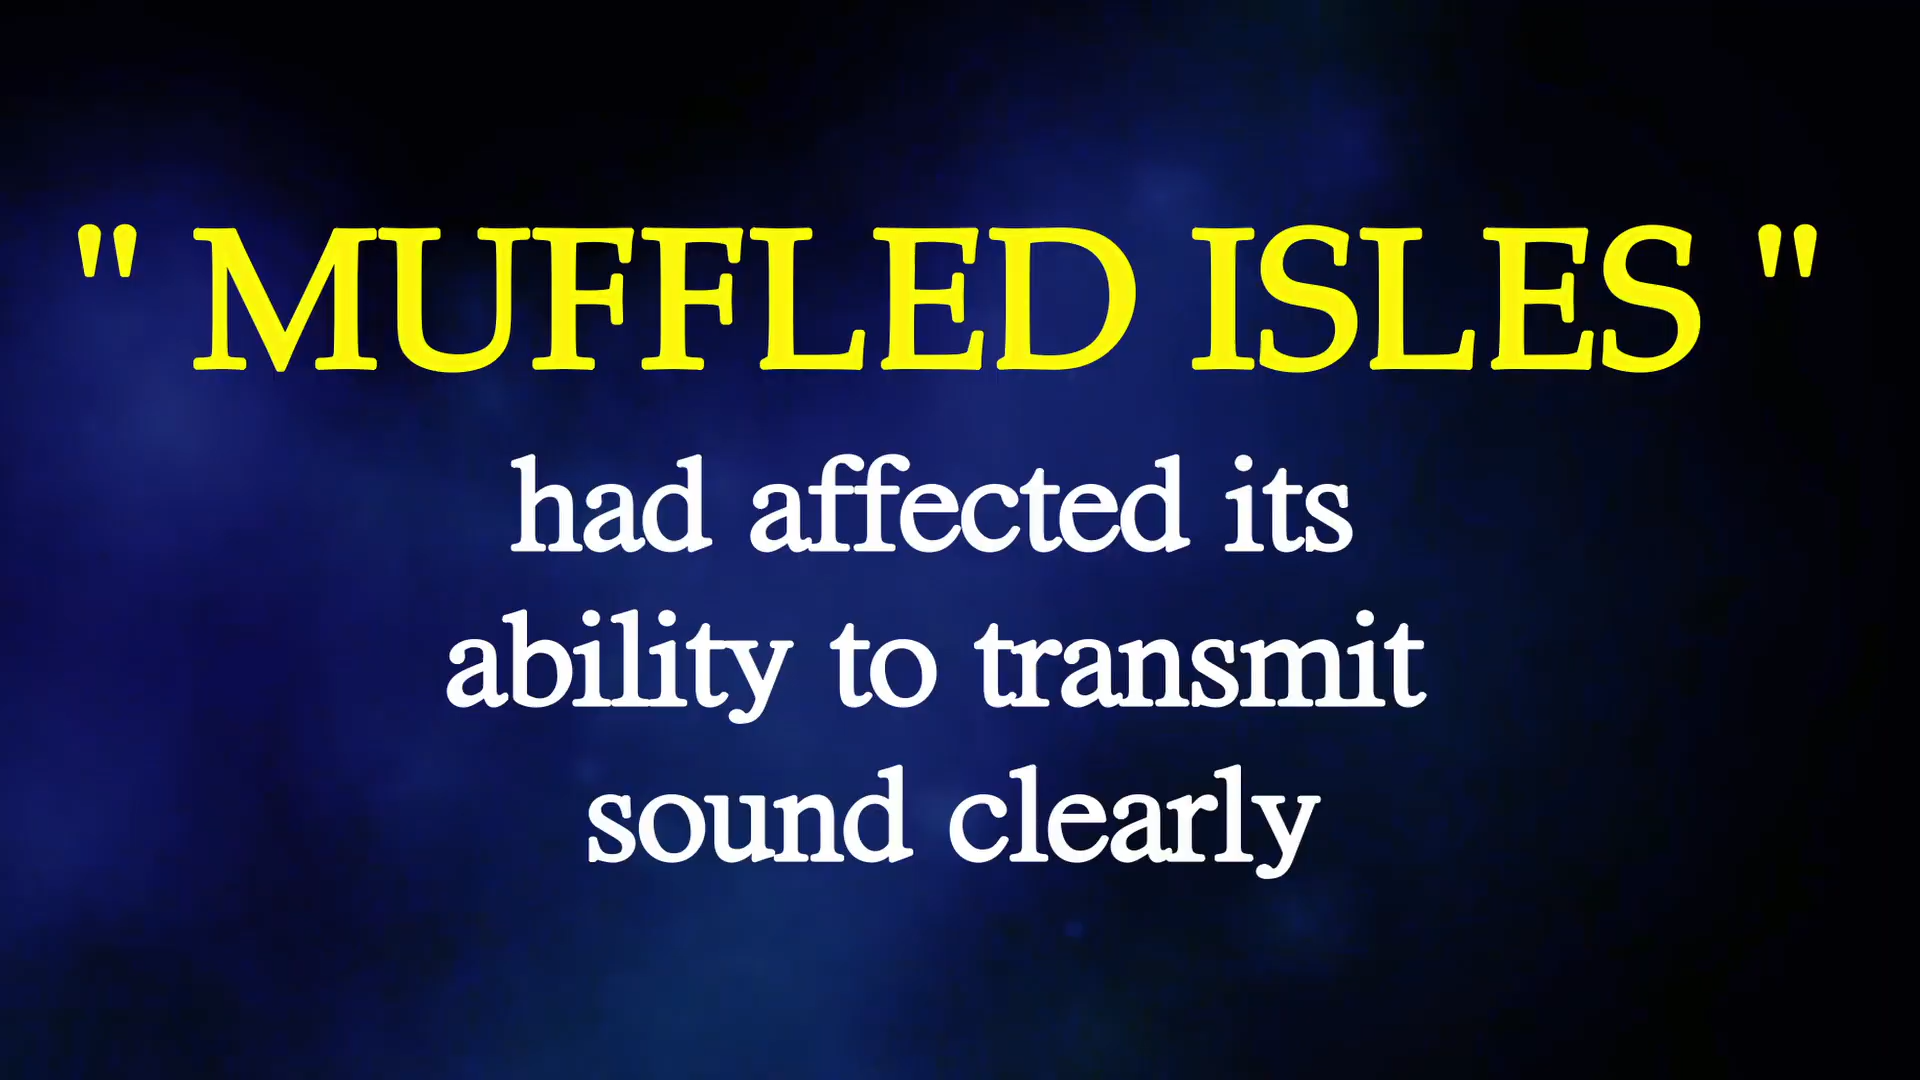 " MUFFLED ISLES "
had affected its
ability to transmit
sound clearly